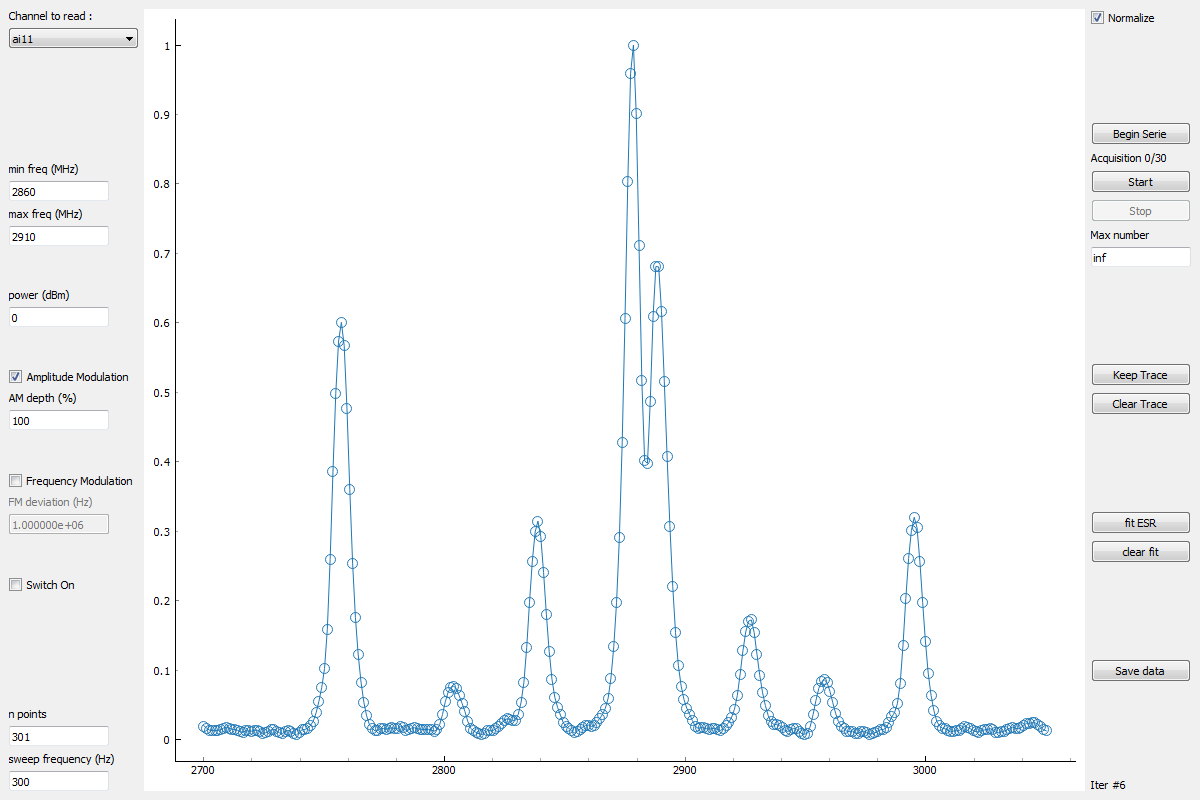 Channel to read :
ai11
min freq (MHz)
2860
max freq (MHz)
2910
power (dBm)
0
Amplitude Modulation
AM depth (%)
100
Frequency Modulation
FM deviation (Hz)
1.000000e+06
Switch On
n points
301
sweep frequency (Hz)
300
1
0.9
0.8
0.7
0.6
0.5
0.4
0.3
0.2
0.1
0
2700 2800 2900 3000
Normalize
Begin Serie
Acquisition 0/30
Start
Stop
Max number
inf
Keep Trace
Clear Trace
fit ESR
clear fit
Save data
Iter #6